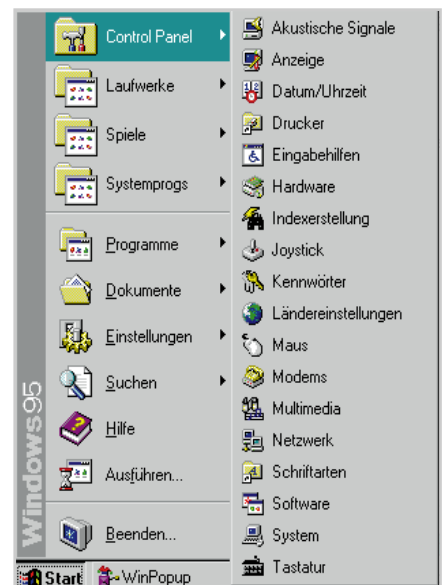 Control Panel
Laufwerke
Spiele
Systemprogs
Programme
Dokumente
Einstellungen
Suchen
Hilfe
Ausführen...
Beenden...
Windows95
Start
WinPopup
Akustische Signale
Anzeige
Datum/Uhrzeit
Drucker
Eingabehilfen
Hardware
Indexerstellung
Joystick
Kennwörter
Ländereinstellungen
Maus
Modems
Multimedia
Netzwerk
Schriftarten
Software
System
Tastatur